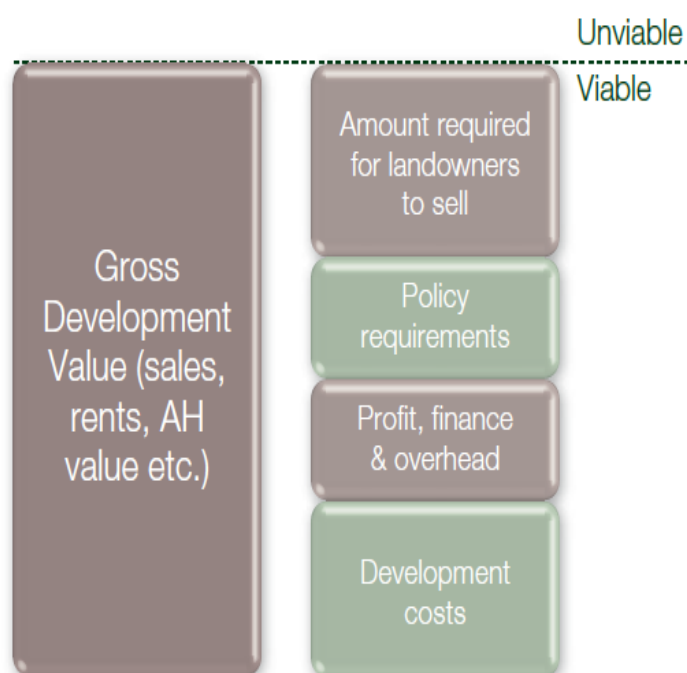 Unviable
Viable
Gross
Development
Value (sales,
rents, AH
value etc.)
Amount required
for landowners
to sell
Policy
requirements
Profit, finance
& overhead
Development
costs